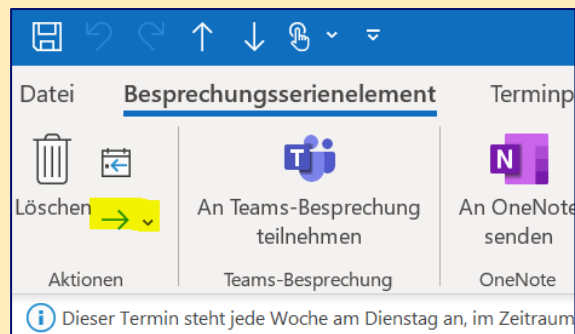 Datei Besprechungsserienelement Terminp
Löschen
An Teams-Besprechung
teilnehmen
An OneNote
senden
Aktionen Teams-Besprechung OneNote
Dieser Termin steht jede Woche am Dienstag an, im Zeitraum